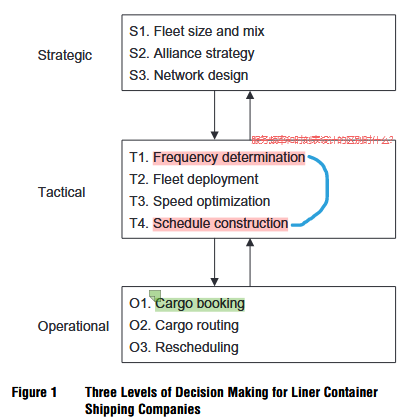 Strategic
S1. Fleet size and mix
S2. Alliance strategy
S3. Network design
服务频率和时刻表设计的区别时什么?
Tactical
T1. Frequency determination
T2. Fleet deployment
T3. Speed optimization
T4. Schedule construction
Operational
O1. Cargo booking
O2. Cargo routing
O3. Rescheduling
Figure 1 Three Levels of Decision Making for Liner Container
Shipping Companies